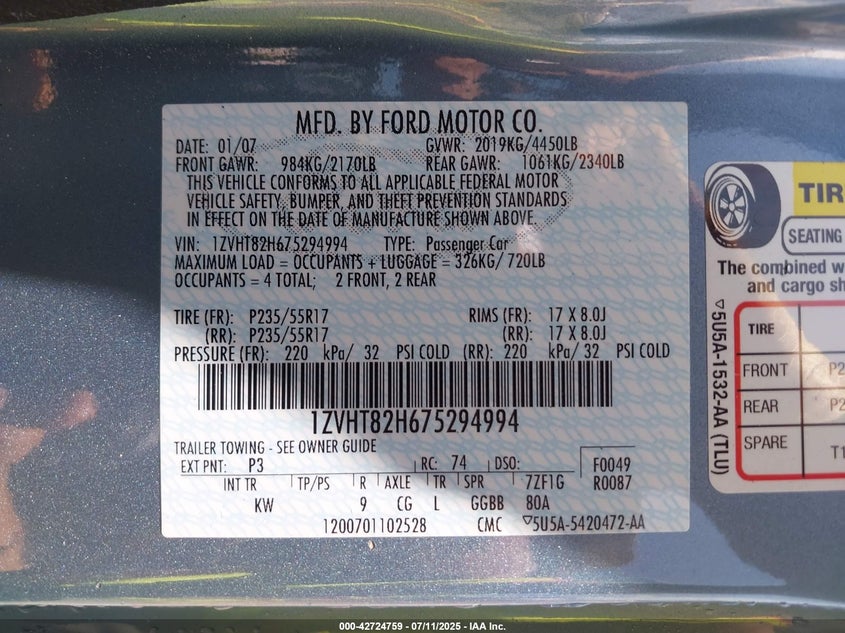 MFD. BY FORD MOTOR CO.
DATE: 01/07 GVWR: 2019KG/4450LB
FRONT GAWR: 984KG/2170LB REAR GAWR: 1061KG/2340LB
THIS VEHICLE CONFORMS TO ALL APPLICABLE FEDERAL MOTOR
VEHICLE SAFETY, BUMPER, AND THEFT PREVENTION STANDARDS
IN EFFECT ON THE DATE OF MANUFACTURE SHOWN ABOVE.
VIN: 1ZVHT82H675294994 TYPE: Passenger Car
MAXIMUM LOAD = OCCUPANTS + LUGGAGE = 326KG/ 720LB
OCCUPANTS = 4 TOTAL; 2 FRONT, 2 REAR
TIRE (FR): P235/55R17 RIMS (FR): 17 X 8.0J
(RR): P235/55R17 (RR): 17 X 8.0J
PRESSURE (FR): 220 kPa/ 32 PSI COLD (RR): 220 kPa/ 32 PSI COLD
1ZVHT82H675294994
TRAILER TOWING - SEE OWNER GUIDE
EXT PNT: P3 RC: 74 DSO: F0049
INT TR TP/PS R AXLE TR SPR 7ZF1G R0087
KW 9 CG L GGBB 80A
1200701102528 CMC ▽5U5A-5420472-AA
TIR
SEATING
The combined w
and cargo sh
▽5U5A-1532-AA (TLU)
TIRE
FRONT P2
REAR P2
SPARE T1
000-42724759 - 07/11/2025 - IAA Inc.